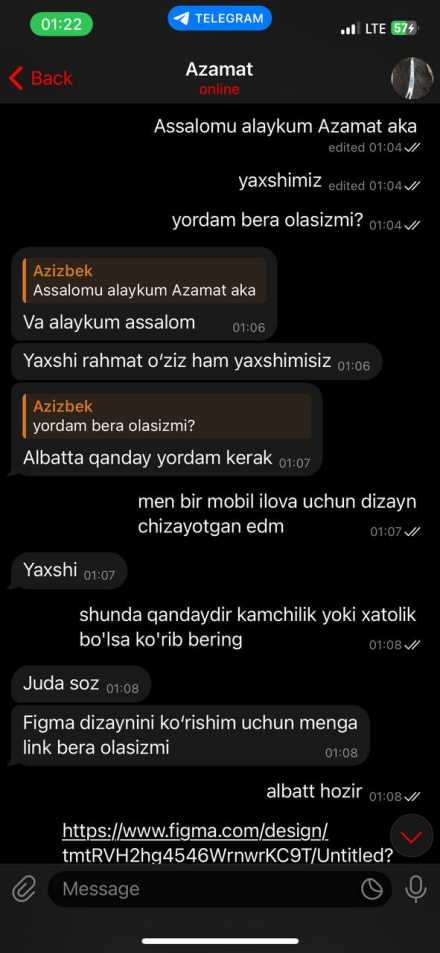 01:22
TELEGRAM
LTE 57
Back
Azamat
online
Assalomu alaykum Azamat aka
edited 01:04
yaxshimiz edited 01:04
yordam bera olasizmi? 01:04
Azizbek
Assalomu alaykum Azamat aka
Va alaykum assalom 01:06
Yaxshi rahmat o‘ziz ham yaxshimisiz 01:06
Azizbek
yordam bera olasizmi?
Albatta qanday yordam kerak 01:07
men bir mobil ilova uchun dizayn
chizayotgan edm 01:07
Yaxshi 01:07
shunda qandaydir kamchilik yoki xatolik
bo'lsa ko'rib bering 01:08
Juda soz 01:08
Figma dizaynini ko‘rishim uchun menga
link bera olasizmi 01:08
albatt hozir 01:08
https://www.figma.com/design/
tmtRVH2hg4546WrnwrKC9T/Untitled?
Message